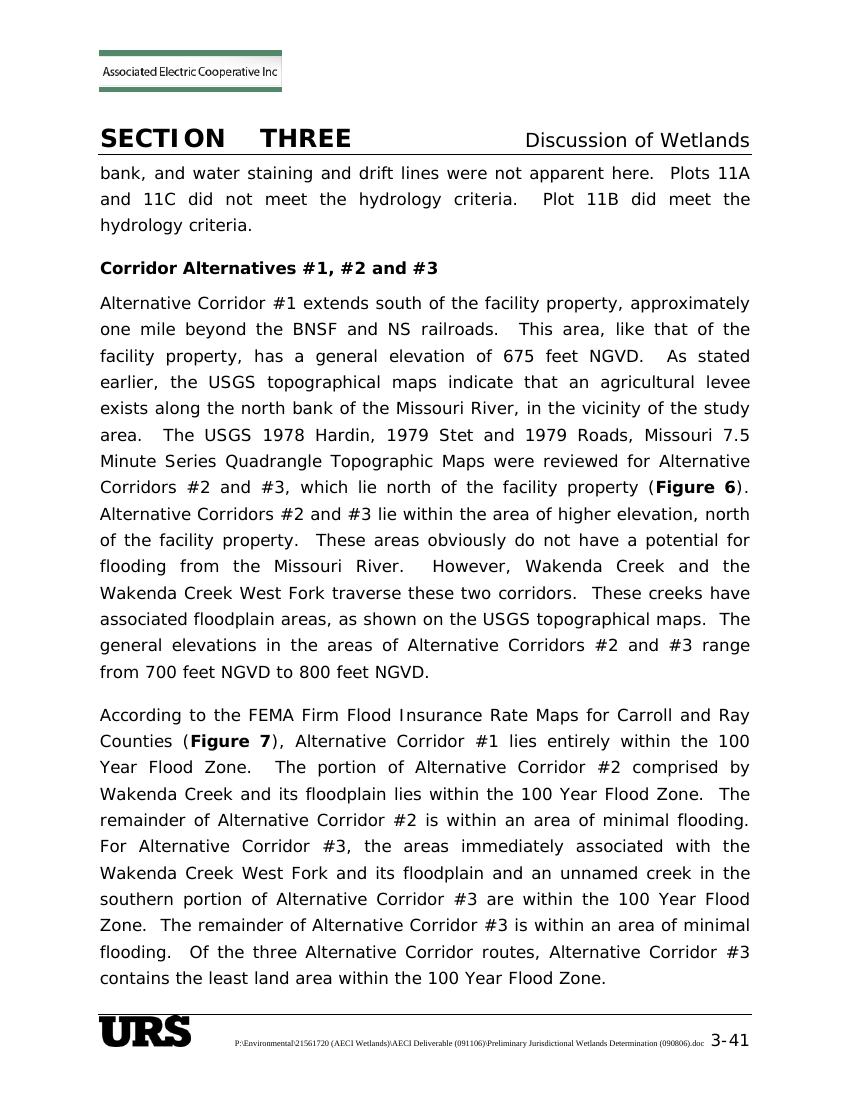 Associated Electric Cooperative Inc
SECTION THREE Discussion of Wetlands
bank, and water staining and drift lines were not apparent here. Plots 11A
and 11C did not meet the hydrology criteria. Plot 11B did meet the
hydrology criteria.
Corridor Alternatives #1, #2 and #3
Alternative Corridor #1 extends south of the facility property, approximately
one mile beyond the BNSF and NS railroads. This area, like that of the
facility property, has a general elevation of 675 feet NGVD. As stated
earlier, the USGS topographical maps indicate that an agricultural levee
exists along the north bank of the Missouri River, in the vicinity of the study
area. The USGS 1978 Hardin, 1979 Stet and 1979 Roads, Missouri 7.5
Minute Series Quadrangle Topographic Maps were reviewed for Alternative
Corridors #2 and #3, which lie north of the facility property (Figure 6).
Alternative Corridors #2 and #3 lie within the area of higher elevation, north
of the facility property. These areas obviously do not have a potential for
flooding from the Missouri River. However, Wakenda Creek and the
Wakenda Creek West Fork traverse these two corridors. These creeks have
associated floodplain areas, as shown on the USGS topographical maps. The
general elevations in the areas of Alternative Corridors #2 and #3 range
from 700 feet NGVD to 800 feet NGVD.
According to the FEMA Firm Flood Insurance Rate Maps for Carroll and Ray
Counties (Figure 7), Alternative Corridor #1 lies entirely within the 100
Year Flood Zone. The portion of Alternative Corridor #2 comprised by
Wakenda Creek and its floodplain lies within the 100 Year Flood Zone. The
remainder of Alternative Corridor #2 is within an area of minimal flooding.
For Alternative Corridor #3, the areas immediately associated with the
Wakenda Creek West Fork and its floodplain and an unnamed creek in the
southern portion of Alternative Corridor #3 are within the 100 Year Flood
Zone. The remainder of Alternative Corridor #3 is within an area of minimal
flooding. Of the three Alternative Corridor routes, Alternative Corridor #3
contains the least land area within the 100 Year Flood Zone.
URS P:\Environmental\21561720 (AECI Wetlands)\AECI Deliverable (091106)\Preliminary Jurisdictional Wetlands Determination (090806).doc 3-41